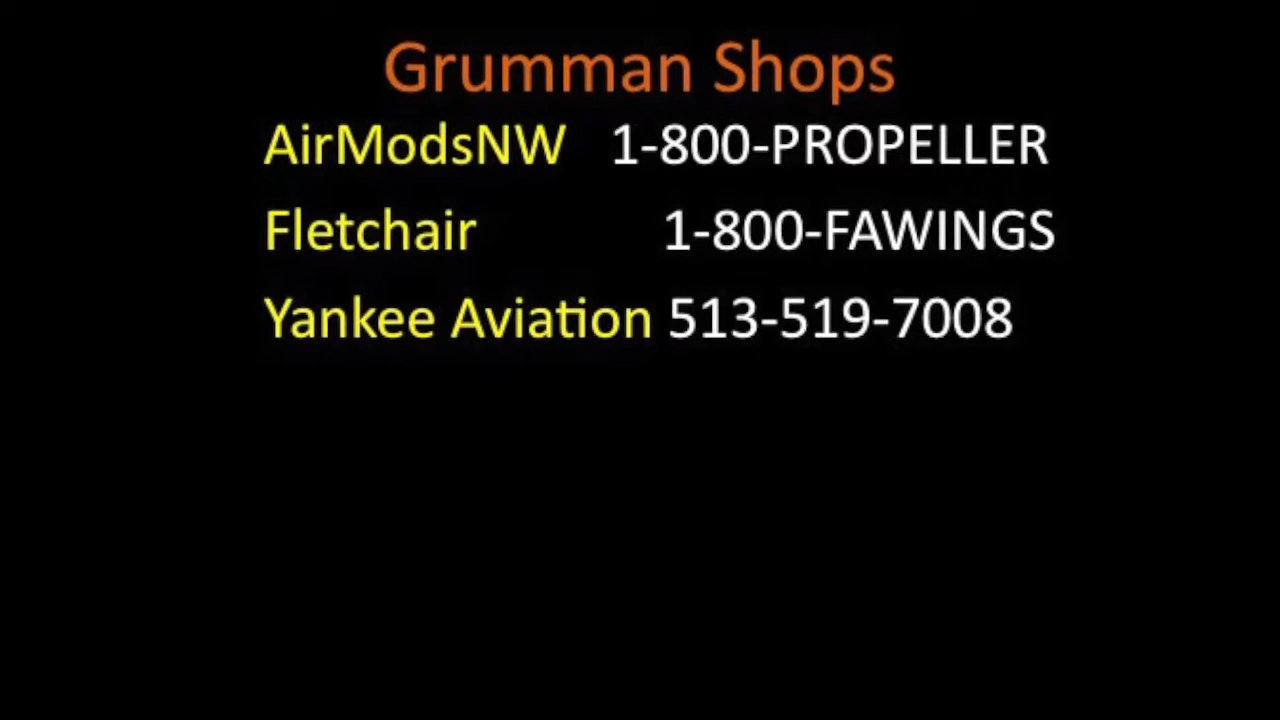 Grumman Shops
AirModsNW 1-800-PROPELLER
Fletchair 1-800-FAWINGS
Yankee Aviation 513-519-7008